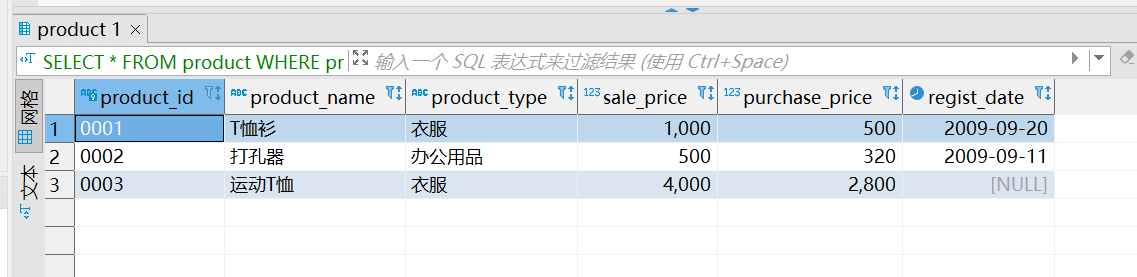 product 1
SELECT * FROM product WHERE pr 输入一个 SQL 表达式来过滤结果 (使用 Ctrl+Space)
网格
文本
product_id product_name product_type 123 sale_price 123 purchase_price regist_date
1 0001 T恤衫 衣服 1,000 500 2009-09-20
2 0002 打孔器 办公用品 500 320 2009-09-11
3 0003 运动T恤 衣服 4,000 2,800 [NULL]